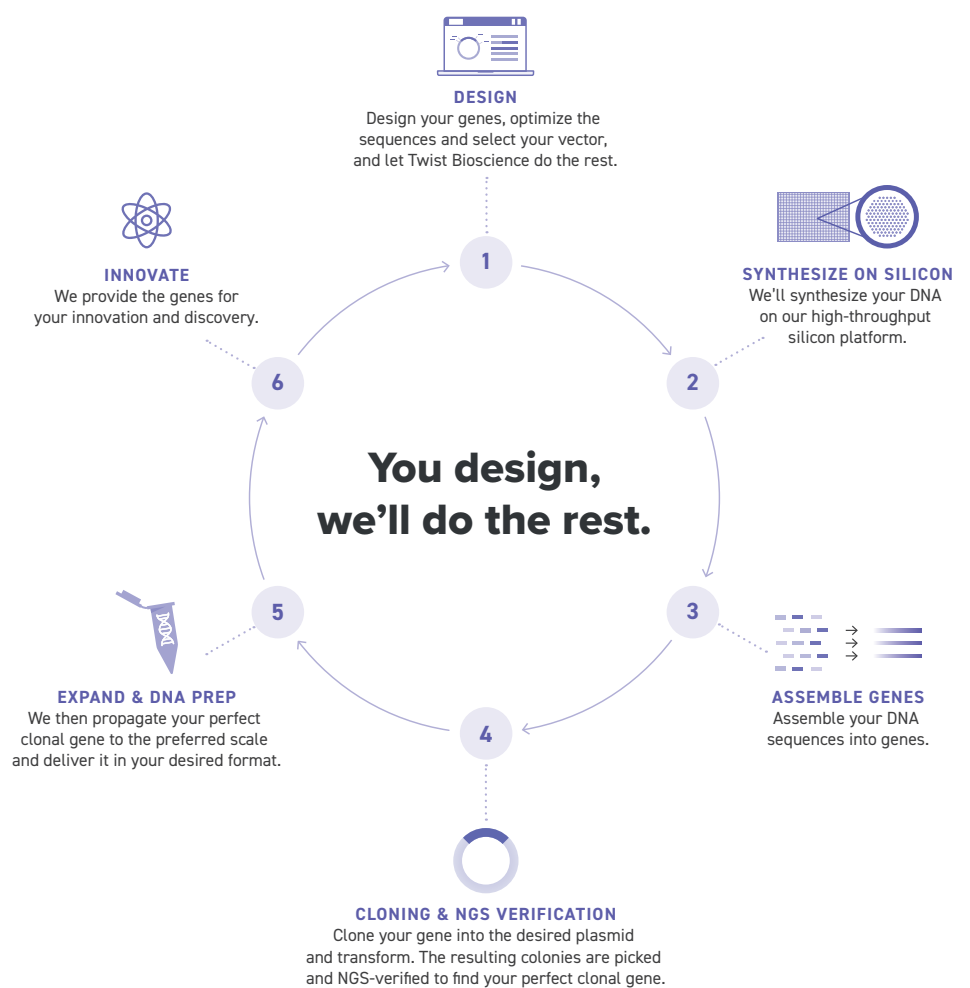 DESIGN
Design your genes, optimize the
sequences and select your vector,
and let Twist Bioscience do the rest.
1
SYNTHESIZE ON SILICON
We'll synthesize your DNA
on our high-throughput
silicon platform.
2
ASSEMBLE GENES
Assemble your DNA
sequences into genes.
3
CLONING & NGS VERIFICATION
Clone your gene into the desired plasmid
and transform. The resulting colonies are picked
and NGS-verified to find your perfect clonal gene.
4
EXPAND & DNA PREP
We then propagate your perfect
clonal gene to the preferred scale
and deliver it in your desired format.
5
INNOVATE
We provide the genes for
your innovation and discovery.
6
You design,
we'll do the rest.